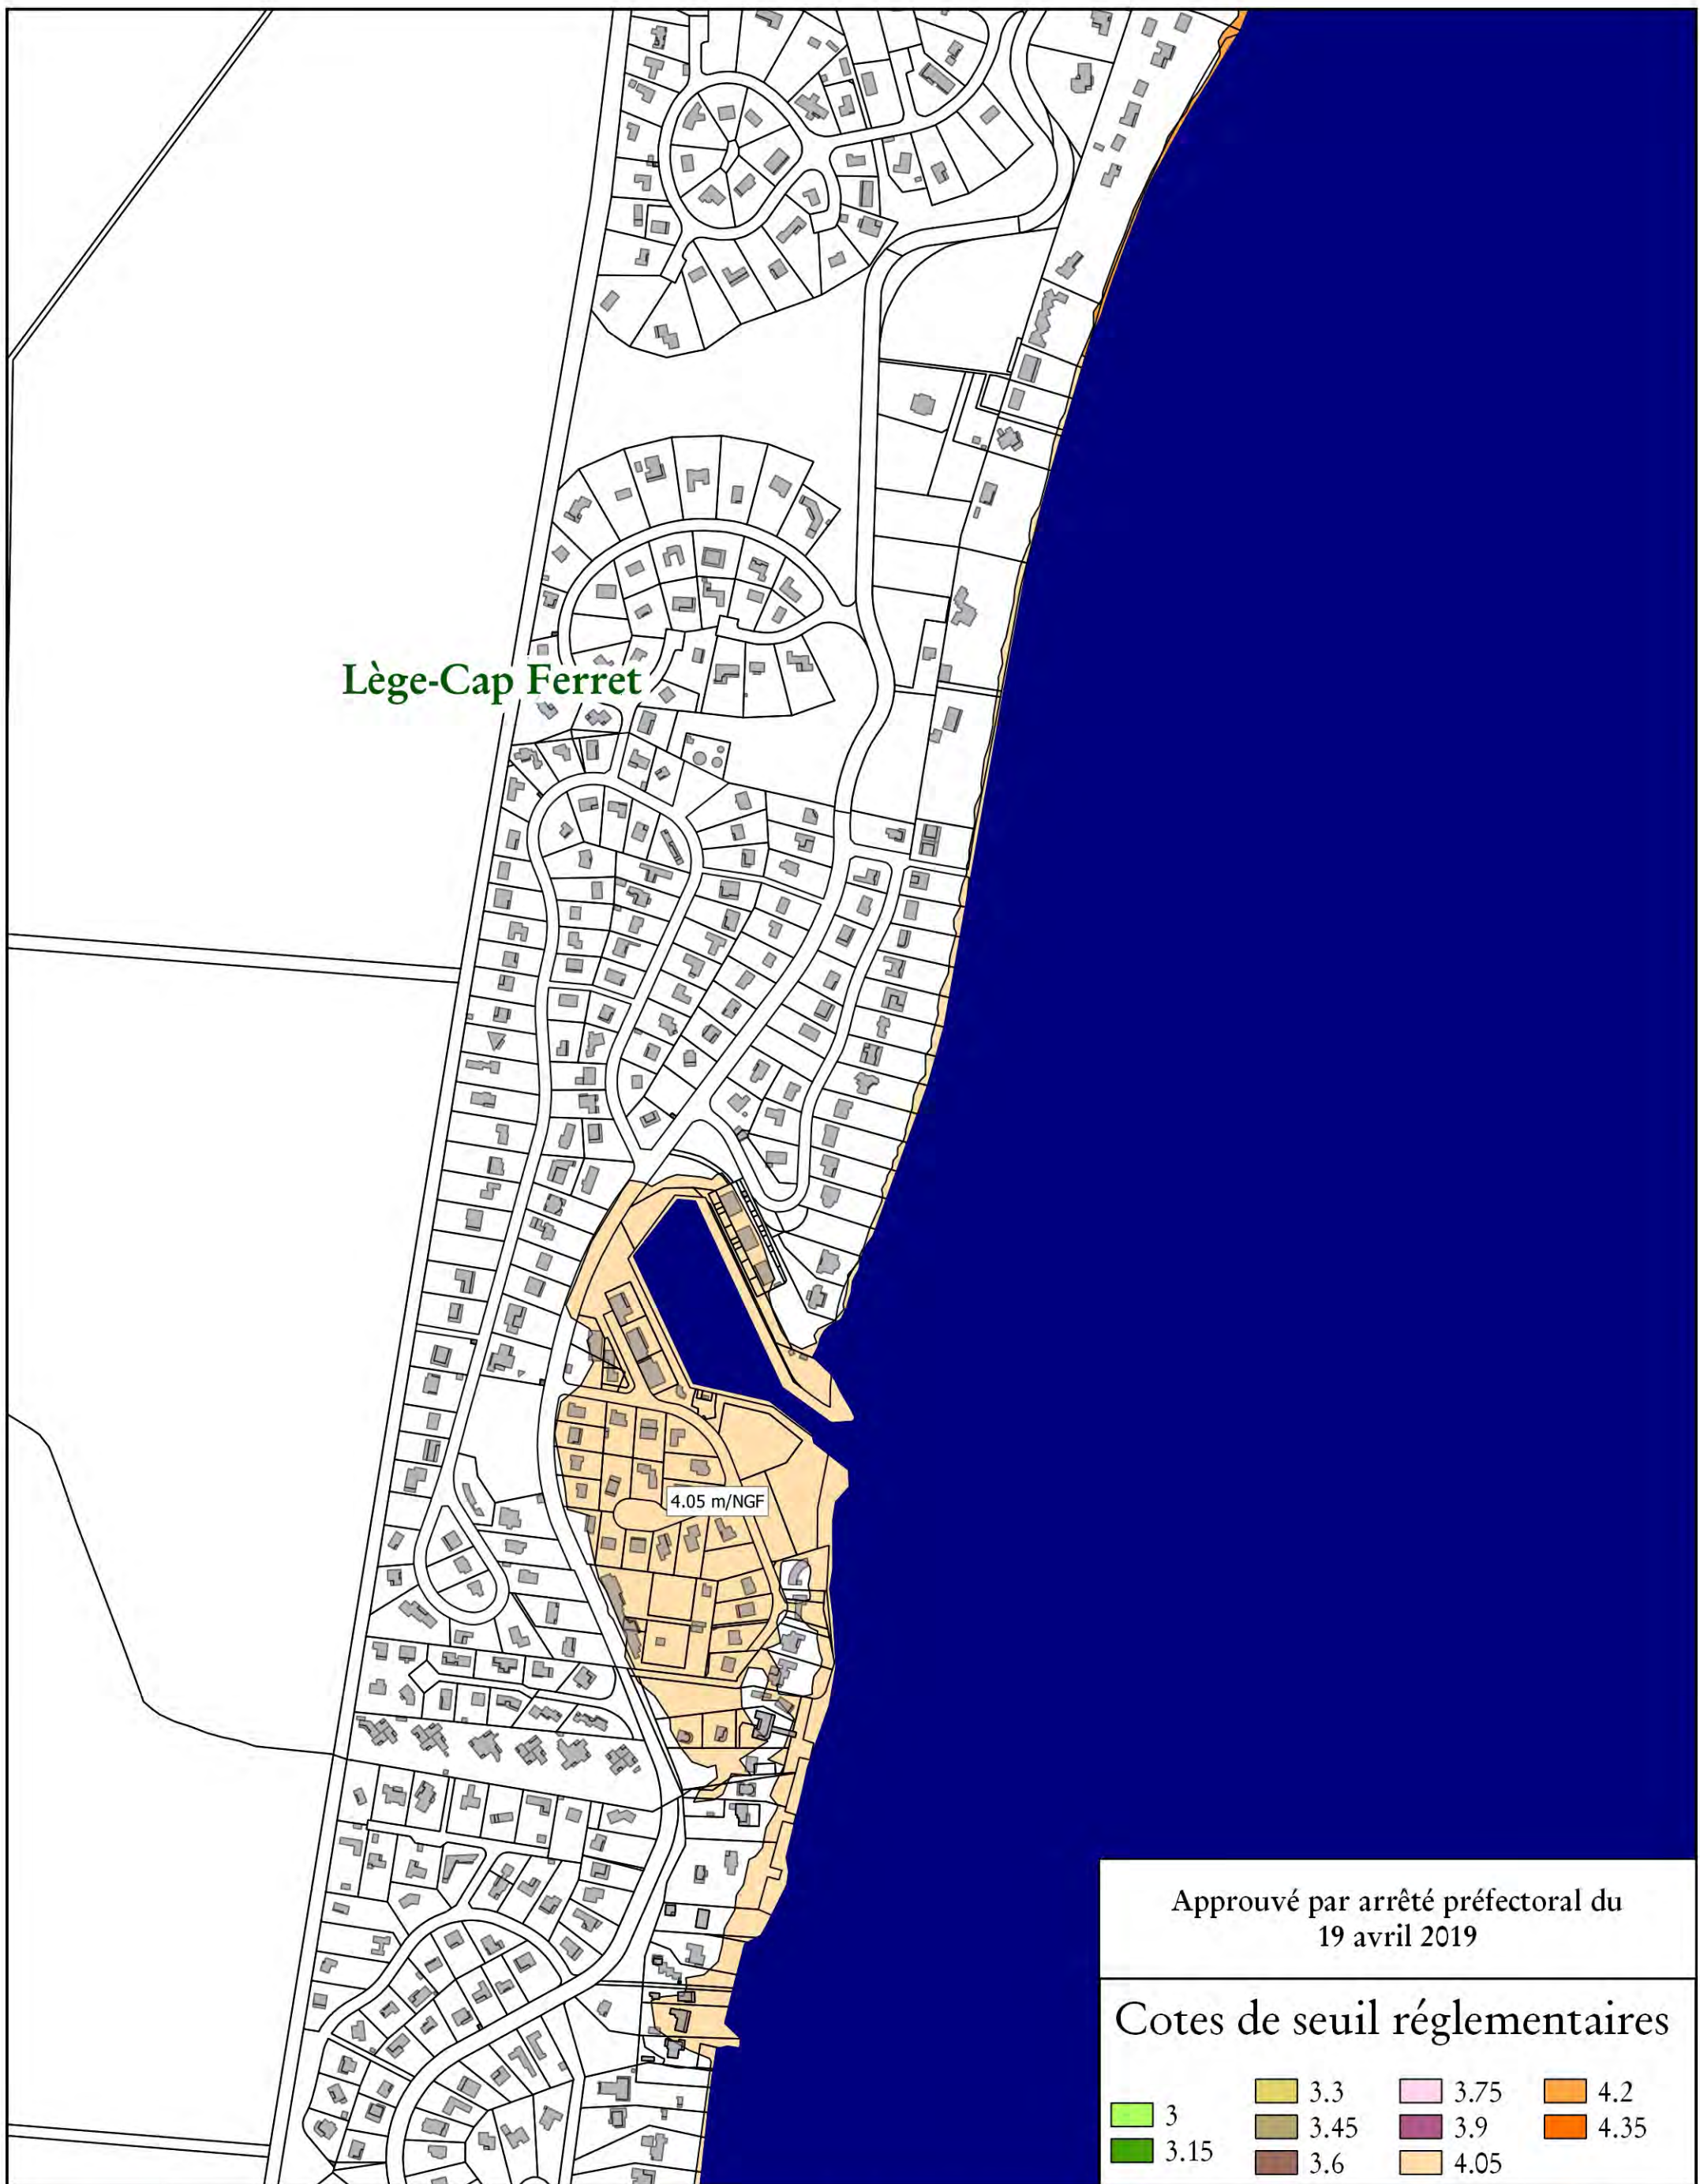 Lège-Cap Ferret
4.05 m/NGF
Approuvé par arrêté préfectoral du
19 avril 2019
Cotes de seuil réglementaires
3
3.15
3.3
3.45
3.6
3.75
3.9
4.05
4.2
4.35